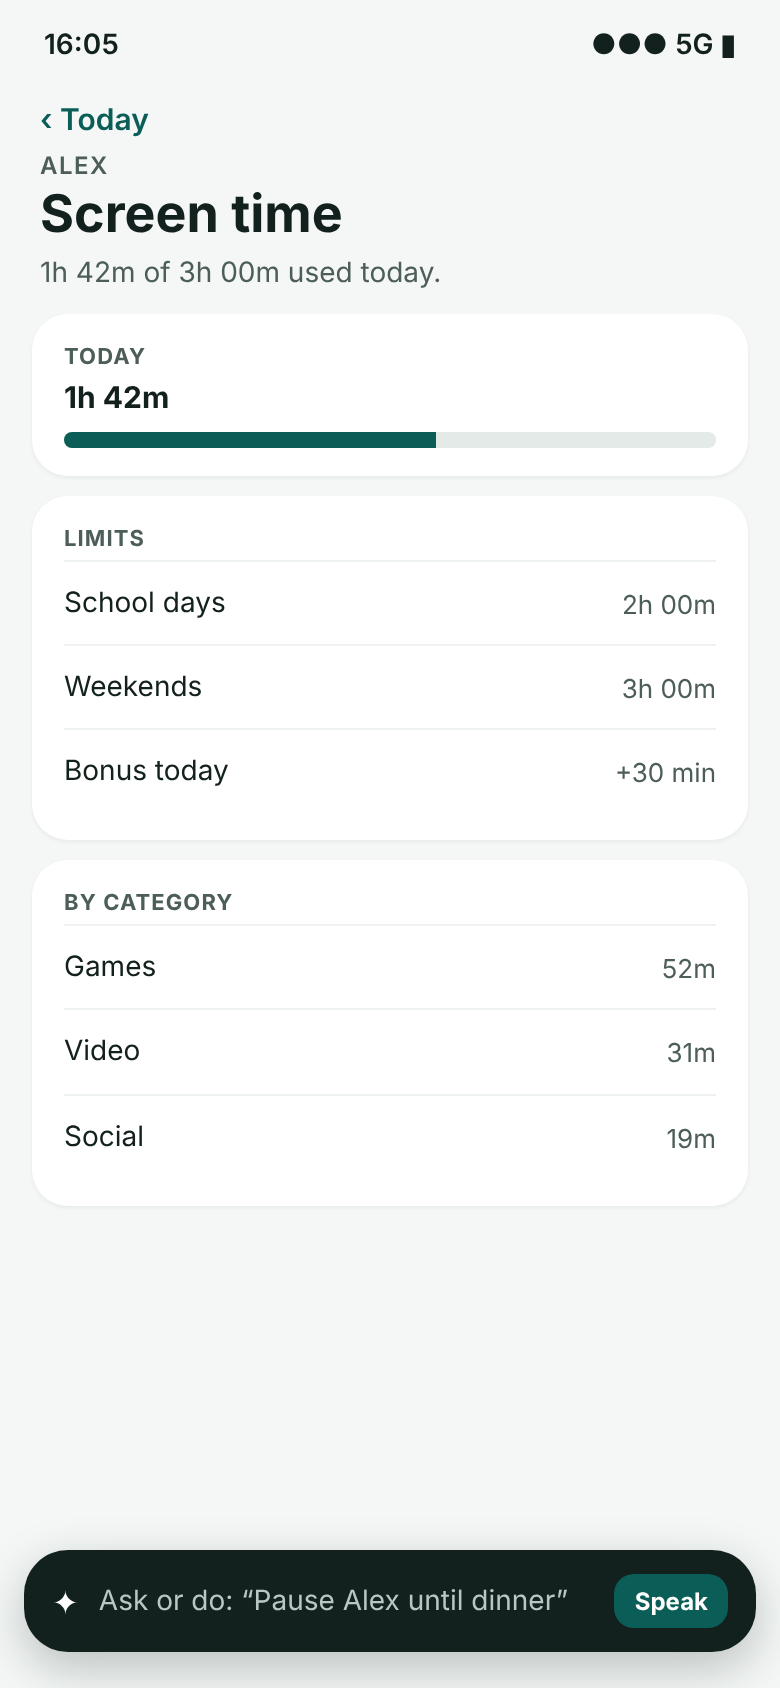 16:05 ●●● 5G ▮
‹ Today
ALEX
Screen time
1h 42m of 3h 00m used today.
TODAY
1h 42m
LIMITS
School days 2h 00m
Weekends 3h 00m
Bonus today +30 min
BY CATEGORY
Games 52m
Video 31m
Social 19m
✦ Ask or do: “Pause Alex until dinner” Speak